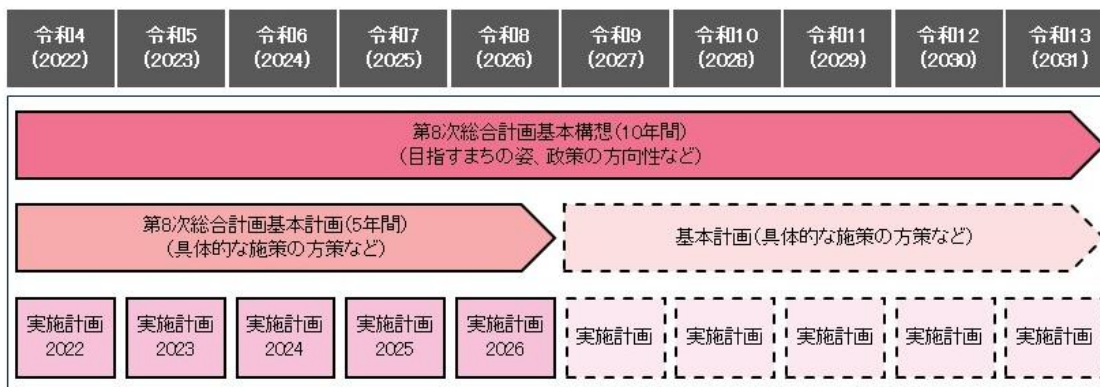 令和4 令和5 令和6 令和7 令和8 令和9 令和10 令和11 令和12 令和13
(2022) (2023) (2024) (2025) (2026) (2027) (2028) (2029) (2030) (2031)
第8次総合計画基本構想(10年間)
(目指すまちの姿、政策の方向性など)
第8次総合計画基本計画(5年間)
(具体的な施策の方策など)
基本計画(具体的な施策の方策など)
実施計画
2022
実施計画
2023
実施計画
2024
実施計画
2025
実施計画
2026
実施計画
実施計画
実施計画
実施計画
実施計画